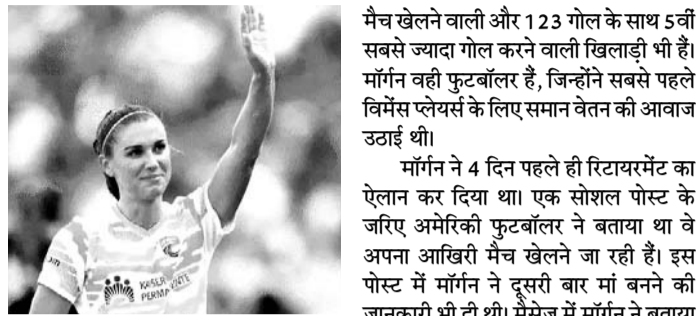 मैच खेलने वाली और 123 गोल के साथ 5वीं
सबसे ज्यादा गोल करने वाली खिलाड़ी भी हैं।
मॉर्गन वही फुटबॉलर हैं, जिन्होंने सबसे पहले
विमेंस प्लेयर्स के लिए समान वेतन की आवाज
उठाई थी।
मॉर्गन ने 4 दिन पहले ही रिटायरमेंट का
ऐलान कर दिया था। एक सोशल पोस्ट के
जरिए अमेरिकी फुटबॉलर ने बताया था वे
अपना आखिरी मैच खेलने जा रही हैं। इस
पोस्ट में मॉर्गन ने दूसरी बार मां बनने की
जानकारी भी दी थी। मैसेज में मॉर्गन ने बताया
KAISER
PERMANENTE